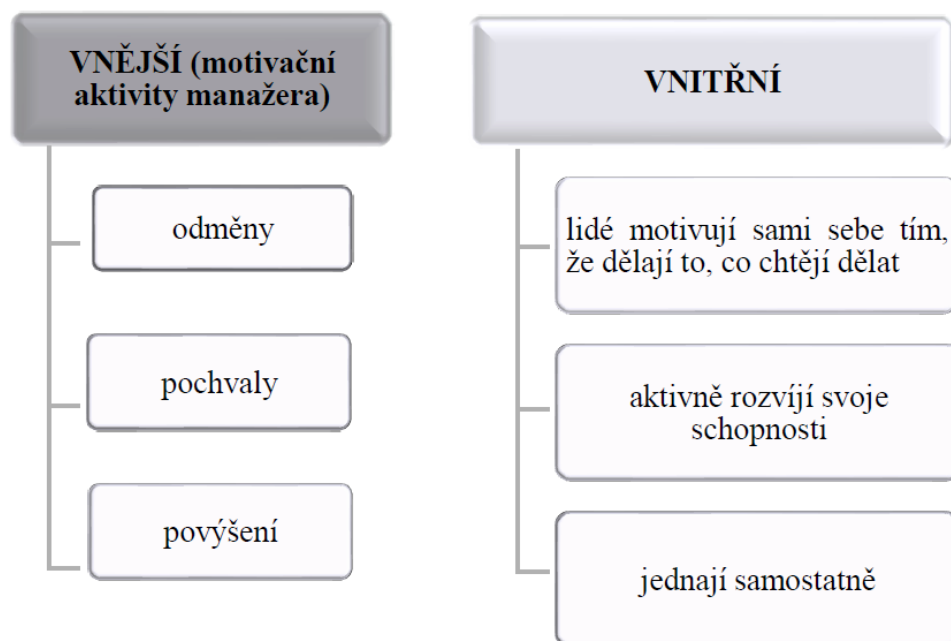 VNĚJŠÍ (motivační
aktivity manažera)
odměny
pochvaly
povýšení
VNITŘNÍ
lidé motivují sami sebe tím,
že dělají to, co chtějí dělat
aktivně rozvíjí svoje
schopnosti
jednají samostatně